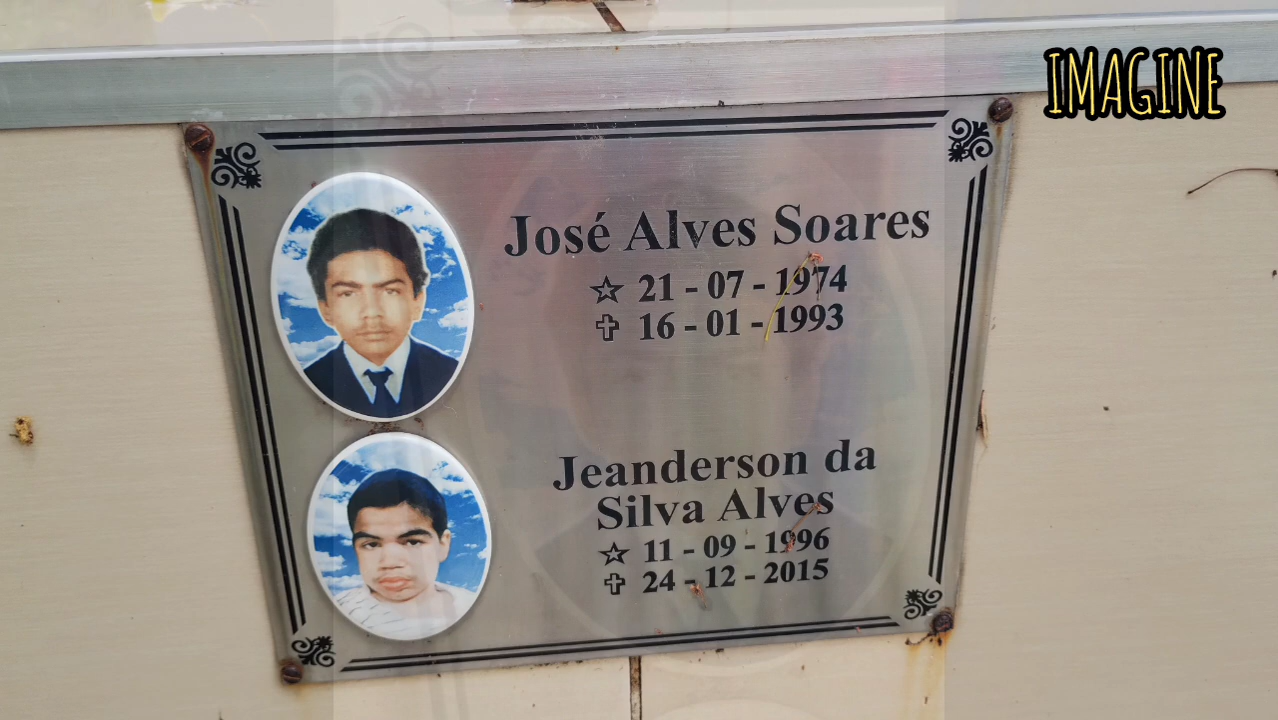 IMAGINE
José Alves Soares
☆ 21 - 07 - 1974
✝ 16 - 01 - 1993
Jeanderson da
Silva Alves
☆ 11 - 09 - 1996
✝ 24 - 12 - 2015